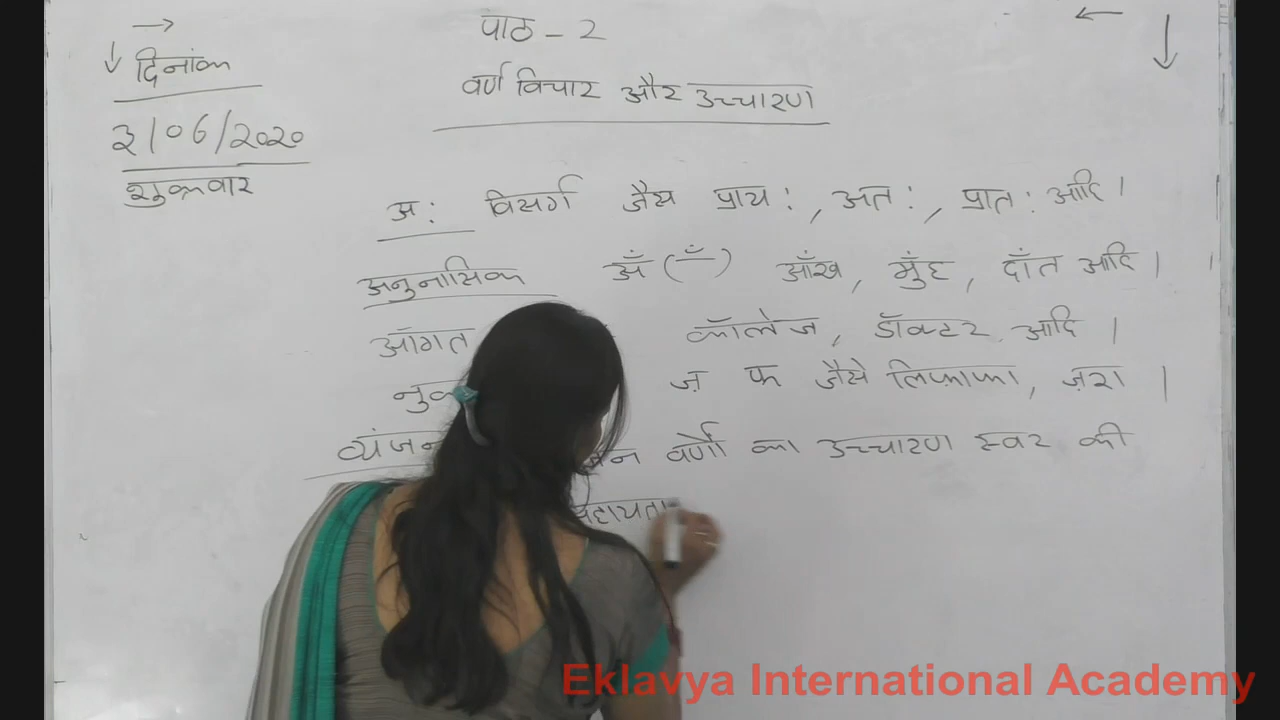 पाठ - 2
वर्ण विचार और उच्चारण
दिनांक
3/06/2020
शुक्रवार
अः विसर्ग जैसे प्रायः, अतः, प्रातः आदि।
अनुनासिक अँ (ँ) आँख, मुँह, दाँत आदि।
ऑगत कॉलेज, डॉक्टर आदि।
ज़ फ़ जैसे लिफ़ाफ़ा, ज़रा।
व्यंजन वर्णों का उच्चारण स्वर की
सहायता
Eklavya International Academy